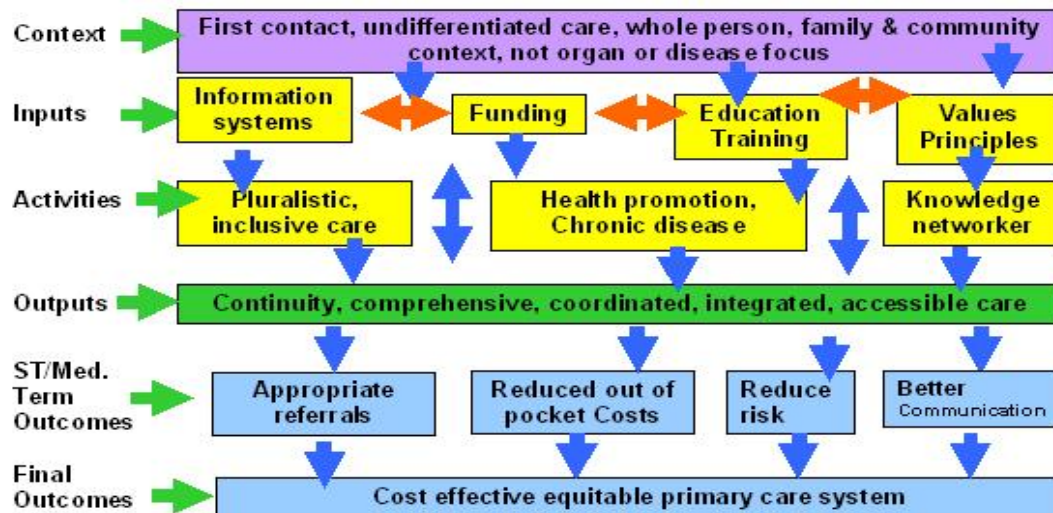 Context
First contact, undifferentiated care, whole person, family & community
context, not organ or disease focus
Inputs
Information
systems
Funding
Education
Training
Values
Principles
Activities
Pluralistic,
inclusive care
Health promotion,
Chronic disease
Knowledge
networker
Outputs
Continuity, comprehensive, coordinated, integrated, accessible care
ST/Med.
Term
Outcomes
Appropriate
referrals
Reduced out of
pocket Costs
Reduce
risk
Better
Communication
Final
Outcomes
Cost effective equitable primary care system